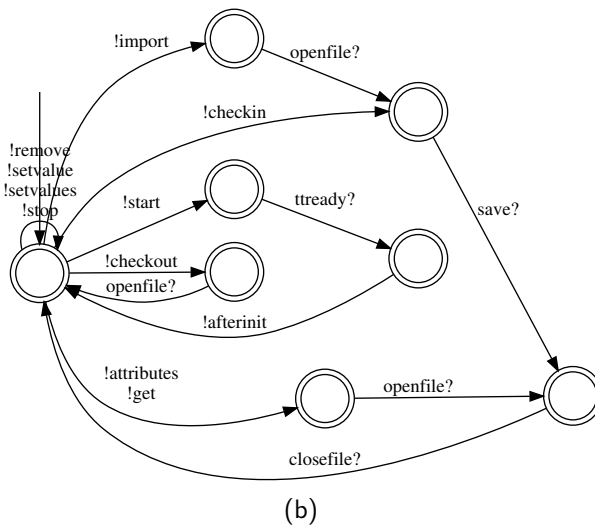 !import
openfile?
!checkin
!remove
!setvalue
!setvalues
!stop
!start
ttready?
save?
!checkout
openfile?
!afterinit
!attributes
!get
openfile?
closefile?
(b)